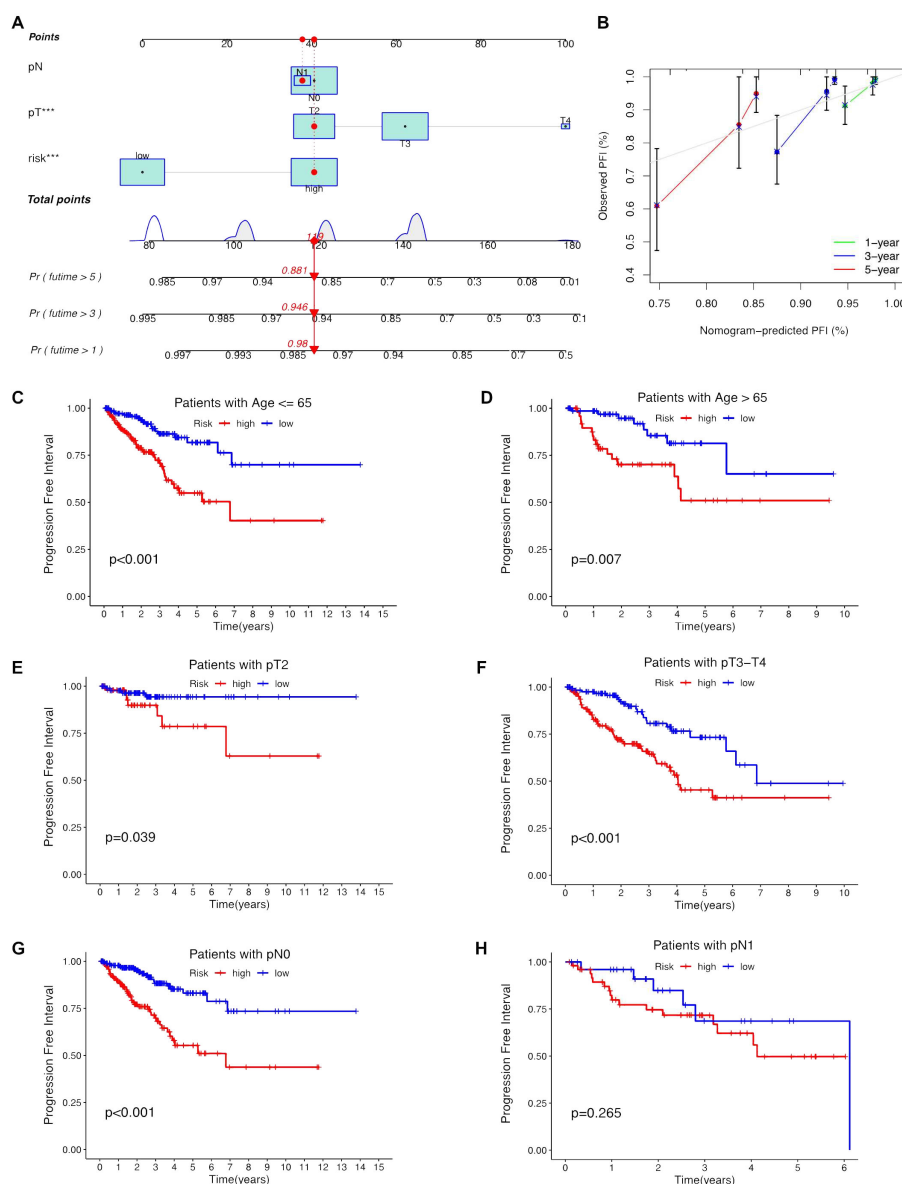 A
Points
0 20 40 60 80 100
pN
N1
N0
pT***
T2
T3
T4
risk***
low
high
Total points
119
80 100 120 140 160 180
0.881
Pr ( futime > 5)
0.985 0.97 0.94 0.85 0.7 0.5 0.3 0.08 0.01
0.946
Pr ( futime > 3)
0.995 0.985 0.97 0.94 0.85 0.7 0.5 0.3 0.1
0.98
Pr ( futime > 1)
0.997 0.993 0.985 0.97 0.94 0.85 0.7 0.5
B
Observed PFI (%)
1.0
0.9
0.8
0.7
0.6
0.5
0.4
1−year
3−year
5−year
0.75 0.80 0.85 0.90 0.95 1.00
Nomogram−predicted PFI (%)
C
Patients with Age <= 65
Risk high low
Progression Free Interval
1.00
0.75
0.50
0.25
0.00
p<0.001
0 1 2 3 4 5 6 7 8 9 10 11 12 13 14 15
Time(years)
D
Patients with Age > 65
Risk high low
Progression Free Interval
1.00
0.75
0.50
0.25
0.00
p=0.007
0 1 2 3 4 5 6 7 8 9 10
Time(years)
E
Patients with pT2
Risk high low
Progression Free Interval
1.00
0.75
0.50
0.25
0.00
p=0.039
0 1 2 3 4 5 6 7 8 9 10 11 12 13 14 15
Time(years)
F
Patients with pT3−T4
Risk high low
Progression Free Interval
1.00
0.75
0.50
0.25
0.00
p<0.001
0 1 2 3 4 5 6 7 8 9 10
Time(years)
G
Patients with pN0
Risk high low
Progression Free Interval
1.00
0.75
0.50
0.25
0.00
p<0.001
0 1 2 3 4 5 6 7 8 9 10 11 12 13 14 15
Time(years)
H
Patients with pN1
Risk high low
Progression Free Interval
1.00
0.75
0.50
0.25
0.00
p=0.265
0 1 2 3 4 5 6
Time(years)